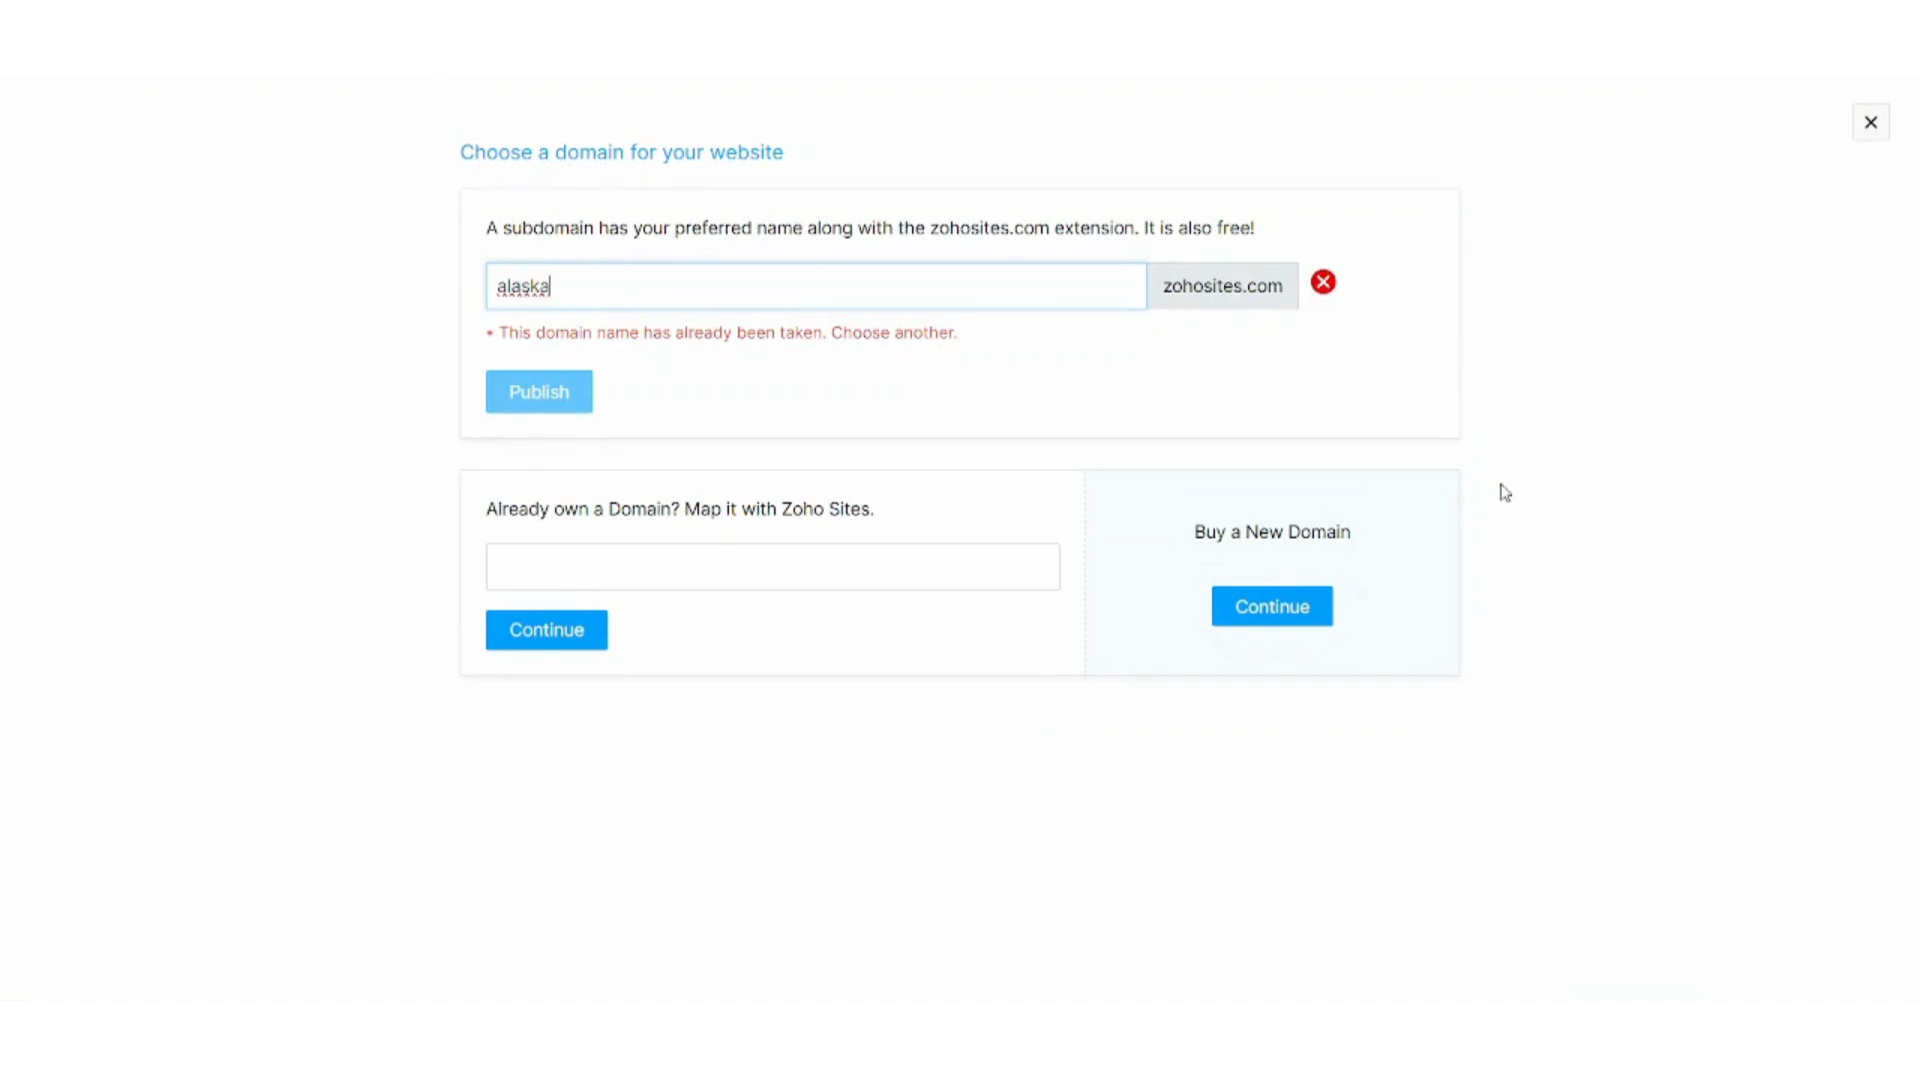 Choose a domain for your website
A subdomain has your preferred name along with the zohosites.com extension. It is also free!
alaska
zohosites.com
* This domain name has already been taken. Choose another.
Publish
Already own a Domain? Map it with Zoho Sites.
Continue
Buy a New Domain
Continue